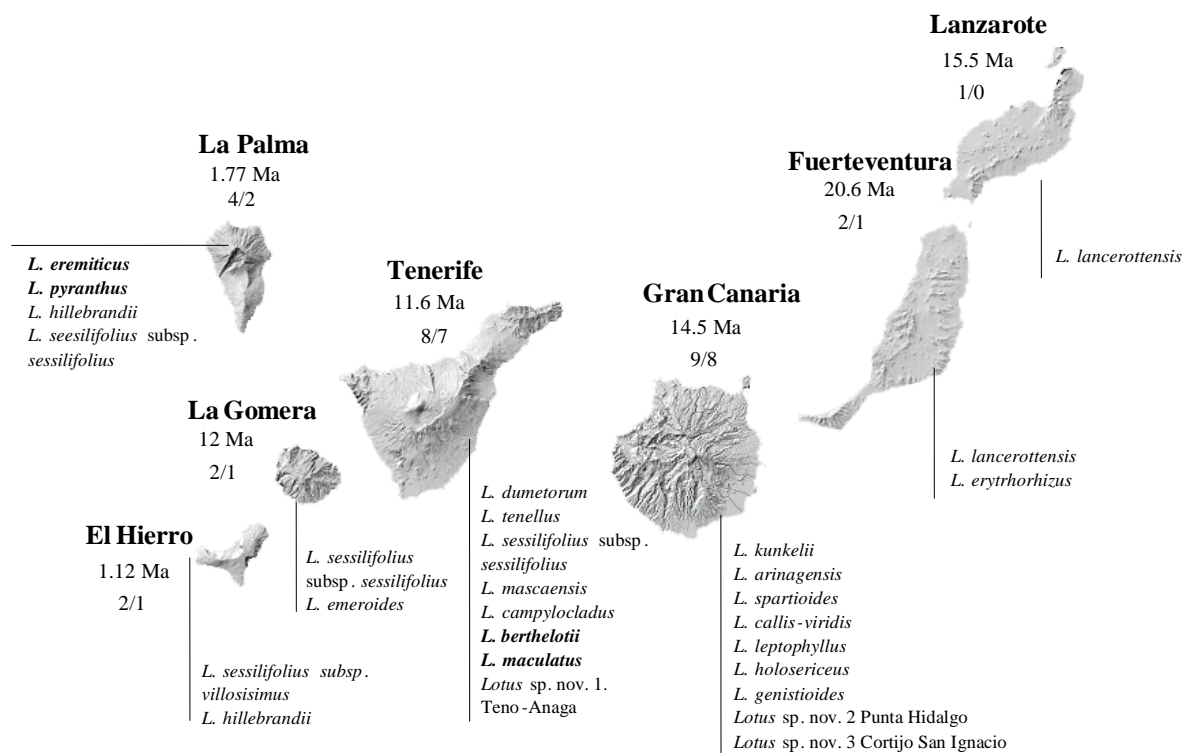 Lanzarote
15.5 Ma
1/0
L. lancerottensis
La Palma
1.77 Ma
4/2
L. eremiticus
L. pyranthus
L. hillebrandii
L. seesilifolius subsp.
sessilifolius
Fuerteventura
20.6 Ma
2/1
L. lancerottensis
L. erytrhorhizus
Tenerife
11.6 Ma
8/7
L. dumetorum
L. tenellus
L. sessilifolius subsp.
sessilifolius
L. mascaensis
L. campylocladus
L. berthelotii
L. maculatus
Lotus sp. nov. 1.
Teno-Anaga
Gran Canaria
14.5 Ma
9/8
L. kunkelii
L. arinagensis
L. spartioides
L. callis-viridis
L. leptophyllus
L. holosericeus
L. genistioides
Lotus sp. nov. 2 Punta Hidalgo
Lotus sp. nov. 3 Cortijo San Ignacio
La Gomera
12 Ma
2/1
L. sessilifolius
subsp. sessilifolius
L. emeroides
El Hierro
1.12 Ma
2/1
L. sessilifolius subsp.
villosisimus
L. hillebrandii